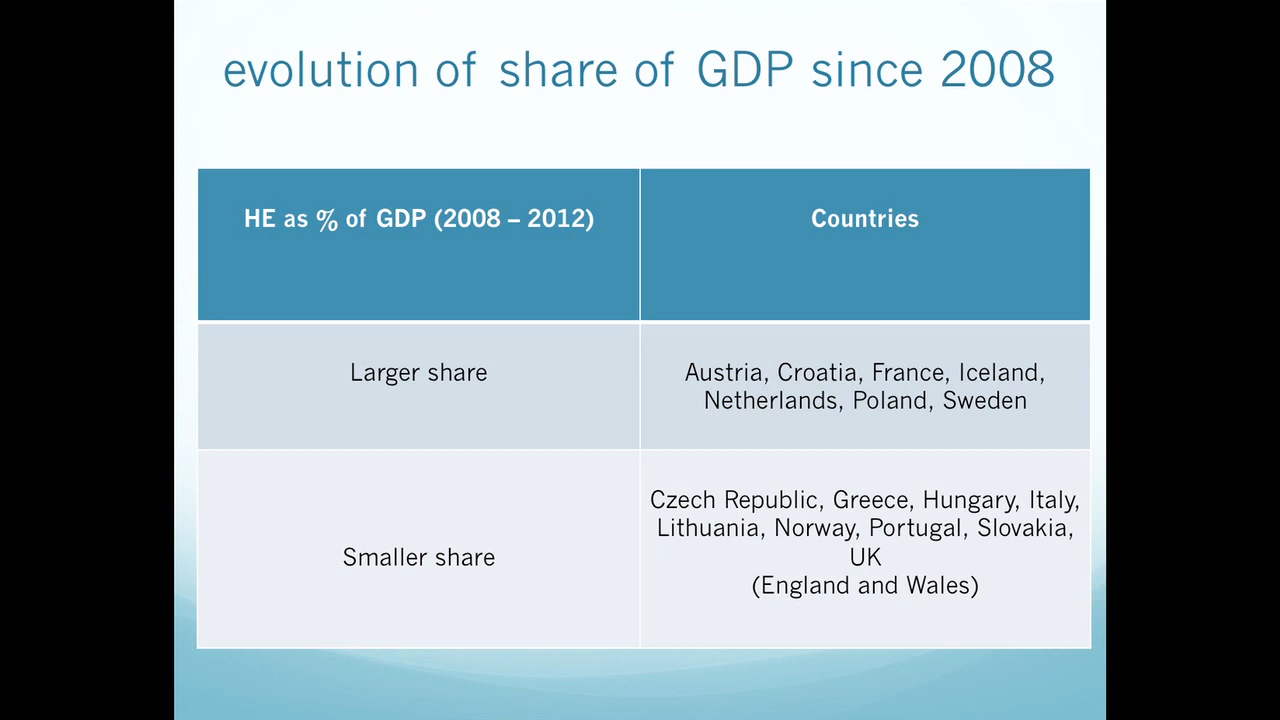 evolution of share of GDP since 2008
HE as % of GDP (2008 – 2012)
Countries
Larger share
Austria, Croatia, France, Iceland,
Netherlands, Poland, Sweden
Smaller share
Czech Republic, Greece, Hungary, Italy,
Lithuania, Norway, Portugal, Slovakia,
UK
(England and Wales)